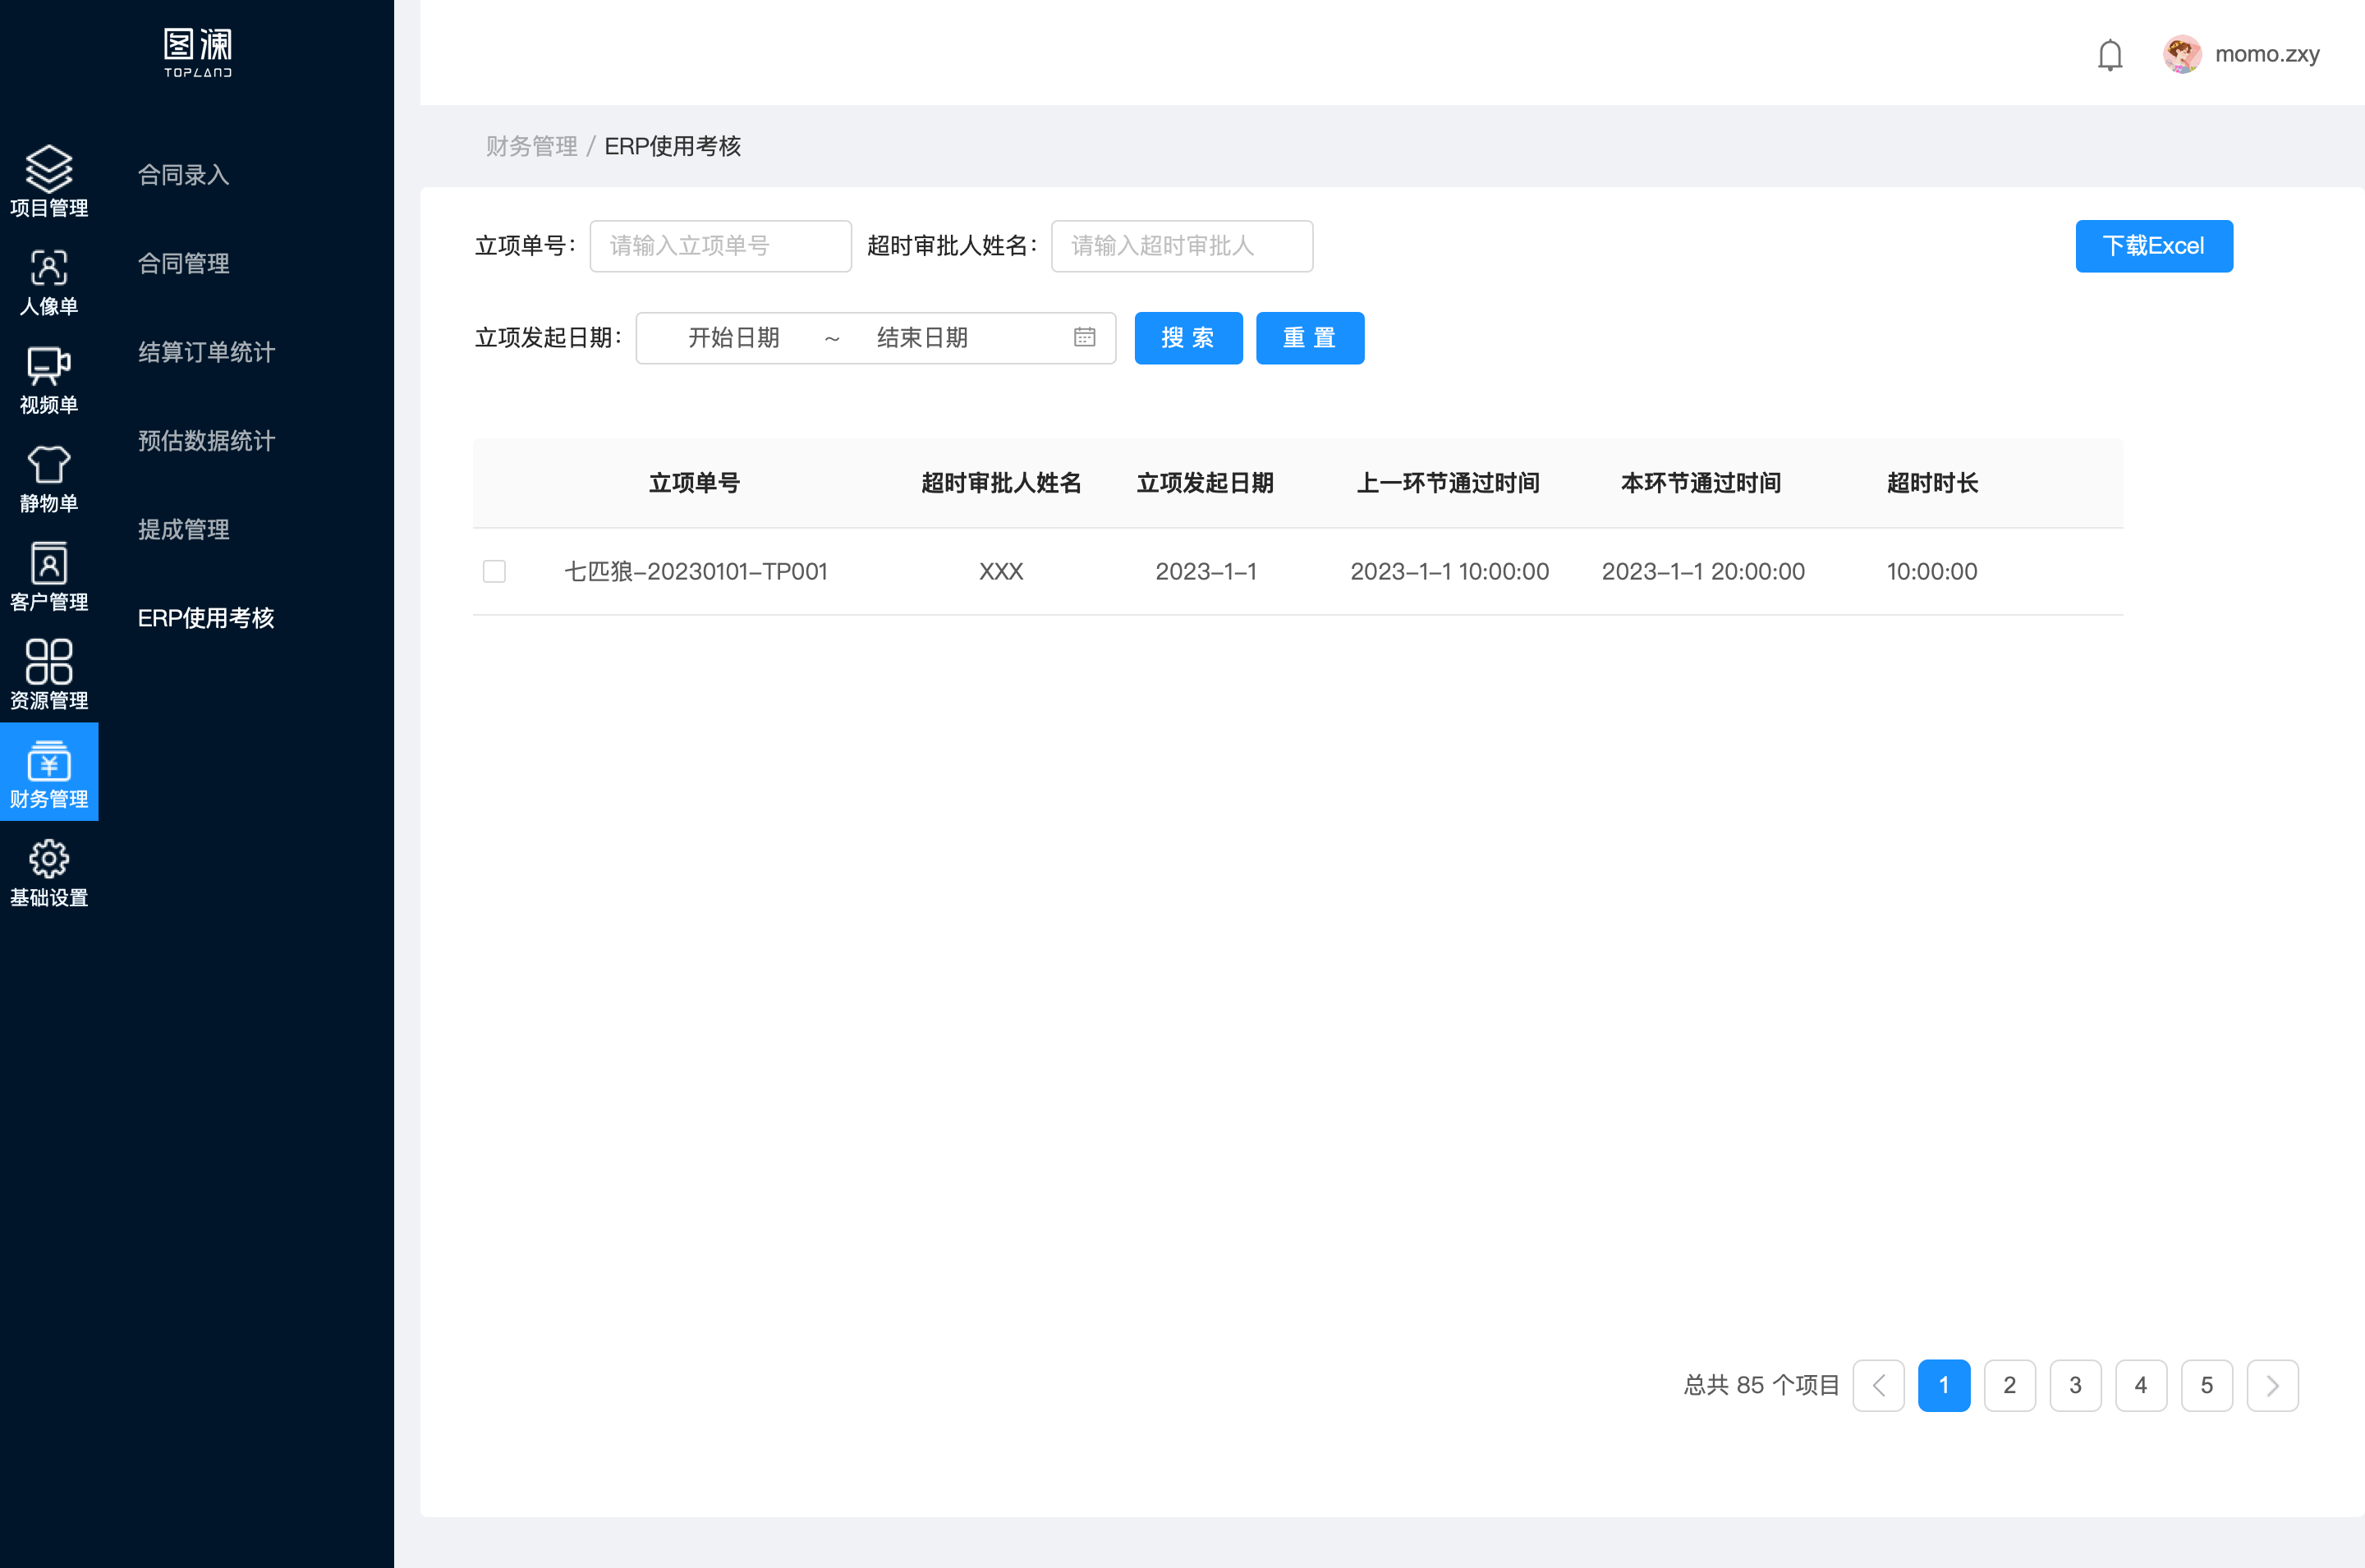 图澜
TOPLAND
momo.zxy
项目管理
人像单
视频单
静物单
客户管理
资源管理
财务管理
基础设置
合同录入
合同管理
结算订单统计
预估数据统计
提成管理
ERP使用考核
财务管理 / ERP使用考核
立项单号： 请输入立项单号 超时审批人姓名： 请输入超时审批人 下载Excel
立项发起日期： 开始日期 ~ 结束日期 搜 索 重 置
立项单号 超时审批人姓名 立项发起日期 上一环节通过时间 本环节通过时间 超时时长
七匹狼-20230101-TP001 XXX 2023-1-1 2023-1-1 10:00:00 2023-1-1 20:00:00 10:00:00
总共 85 个项目 1 2 3 4 5